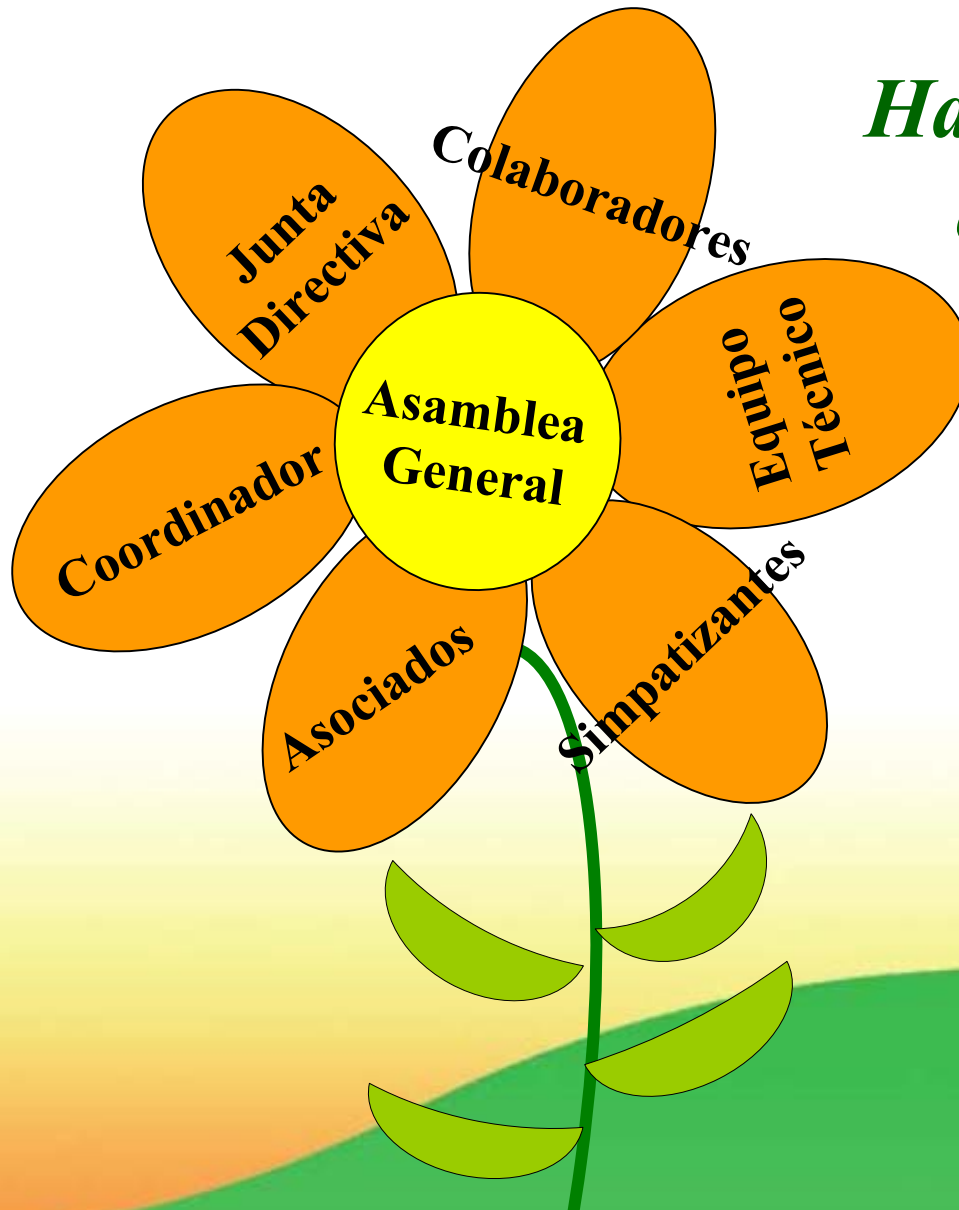 Colaboradores
Junta
Directiva
Equipo
Técnico
Asamblea
General
Coordinador
Asociados
Simpatizantes